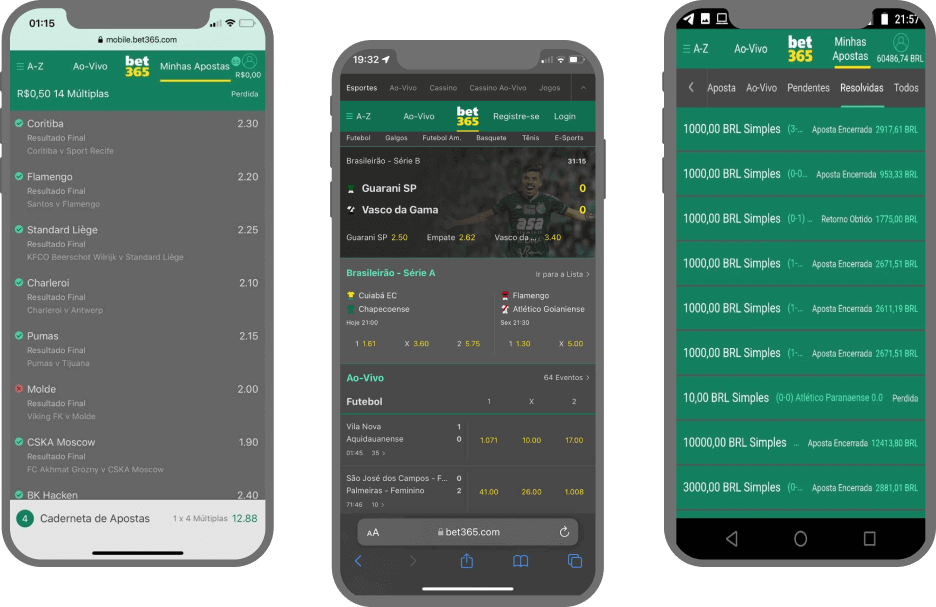 01:15
mobile.bet365.com
A-Z
Ao-Vivo
bet365
Minhas Apostas
R$0,00
R$0,50 14 Múltiplas
Perdida
Coritiba 2.30
Resultado Final
Coritiba v Sport Recife
Flamengo 2.20
Resultado Final
Santos v Flamengo
Standard Liège 2.25
Resultado Final
KFCO Beerschot Wilrijk v Standard Liège
Charleroi 2.10
Resultado Final
Charleroi v Antwerp
Pumas 2.15
Resultado Final
Pumas v Tijuana
Molde 2.00
Resultado Final
Viking FK v Molde
CSKA Moscow 1.90
Resultado Final
FC Akhmat Grozny v CSKA Moscow
BK Hacken 2.40
4 Caderneta de Apostas 1 x 4 Múltiplas 12.88
19:32
Esportes Ao-Vivo Cassino Cassino Ao-Vivo Jogos
A-Z Ao-Vivo bet365 Registre-se Login
Futebol Galgos Futebol Am. Basquete Tênis E-Sports
Brasileirão - Série B 31:15
Guarani SP 0
Vasco da Gama 0
Guarani SP 2.50 Empate 2.62 Vasco da ... 3.40
Brasileirão - Série A Ir para a Lista >
Cuiabá EC
Chapecoense
Hoje 21:00
1 1.61 X 3.60 2 5.75
Flamengo
Atlético Goianiense
Sex 21:30
1 1.30 X 5.00
Ao-Vivo 64 Eventos >
Futebol 1 X 2
Vila Nova 1
Aquidauanense 0
01:45 35 >
1.071 10.00 17.00
São José dos Campos - F... 0
Palmeiras - Feminino 2
71:46 10 >
41.00 26.00 1.008
AA bet365.com
21:57
A-Z Ao-Vivo bet365 Minhas Apostas
60486,74 BRL
Aposta Ao-Vivo Pendentes Resolvidas Todos
1000,00 BRL Simples (3-... Aposta Encerrada 2917,61 BRL
1000,00 BRL Simples (0-0... Aposta Encerrada 953,33 BRL
1000,00 BRL Simples (0-1) ... Retorno Obtido 1775,00 BRL
1000,00 BRL Simples (1-... Aposta Encerrada 2671,51 BRL
1000,00 BRL Simples (1-... Aposta Encerrada 2611,19 BRL
1000,00 BRL Simples (1-... Aposta Encerrada 2671,51 BRL
10,00 BRL Simples (0-0) Atlético Paranaense 0.0 Perdida
10000,00 BRL Simples ... Aposta Encerrada 12413,80 BRL
3000,00 BRL Simples (0-... Aposta Encerrada 2881,01 BRL